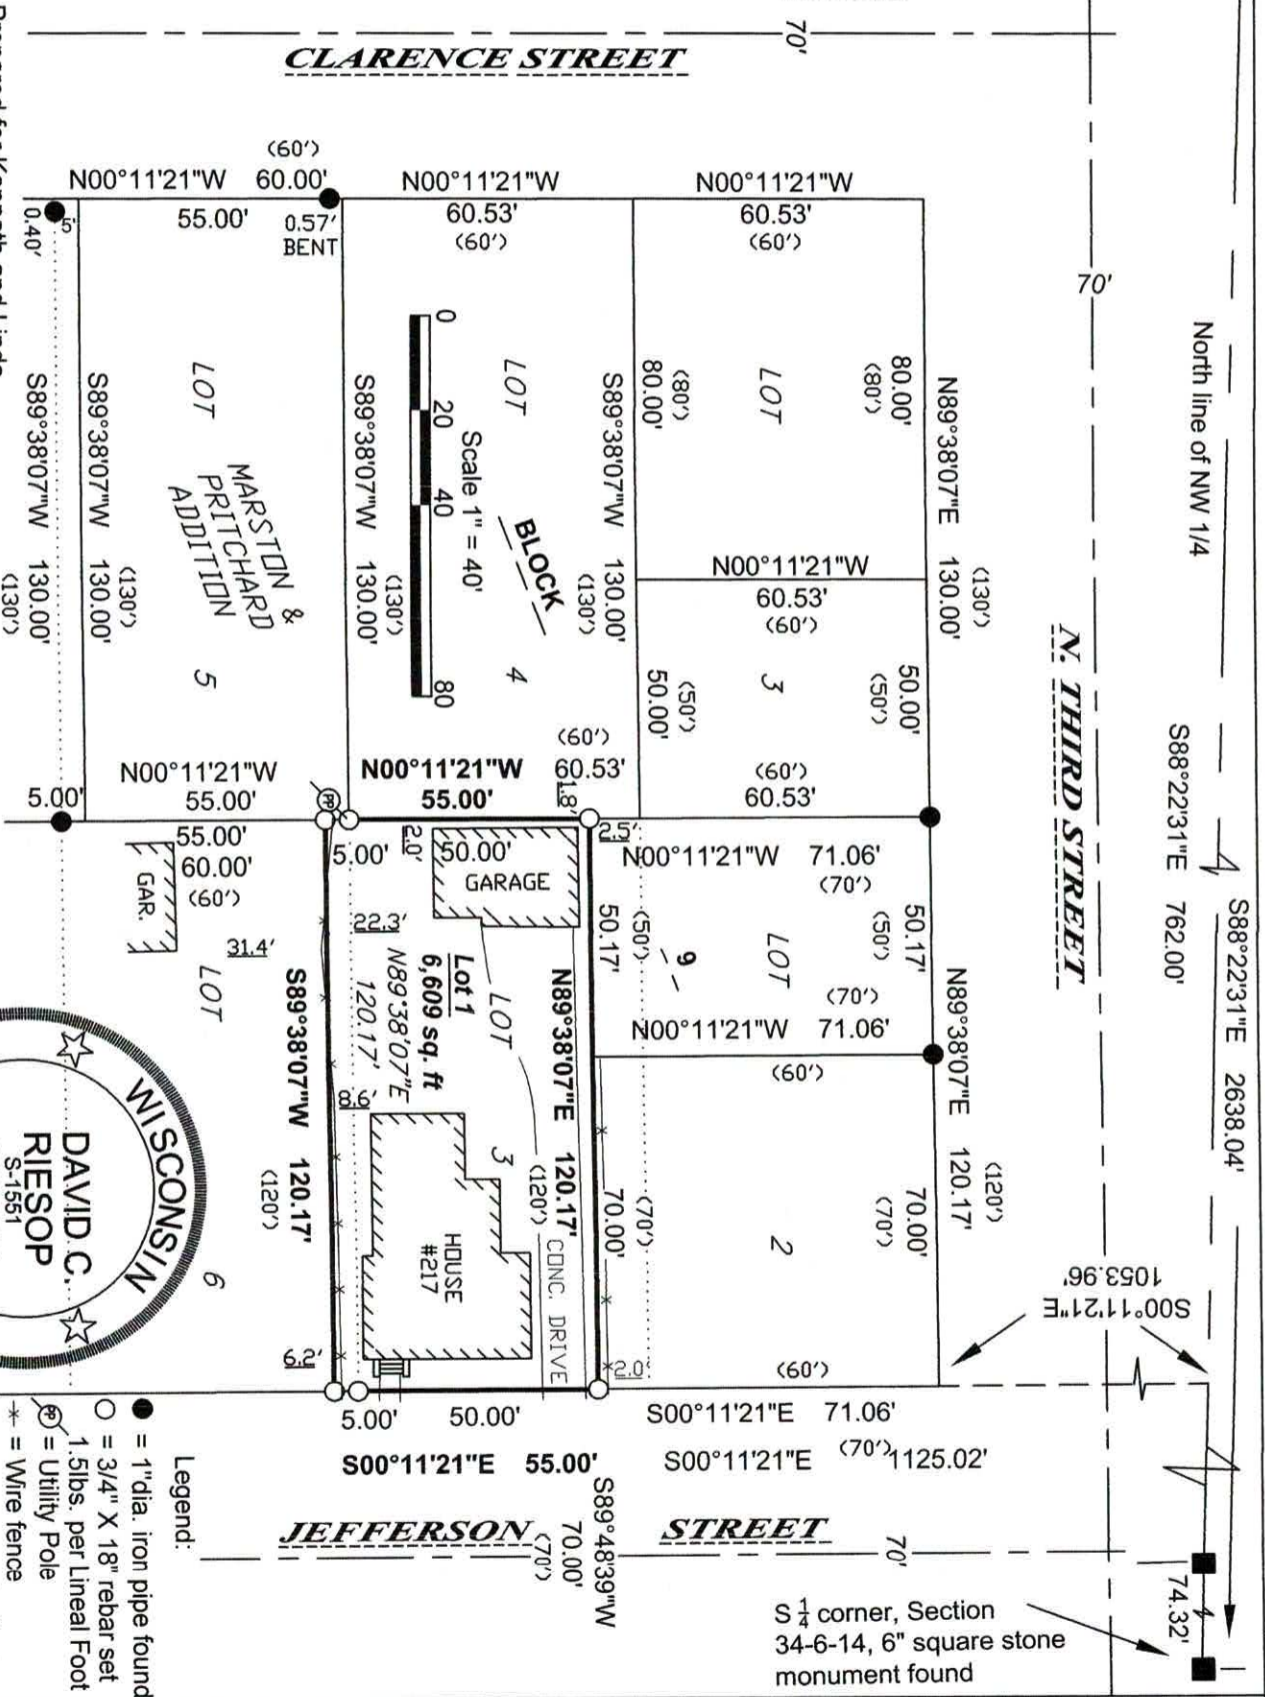 70'
CLARENCE STREET
(60')
N00°11'21"W 60.00'
55.00'
0.57'
BENT
5'
0.40'
N00°11'21"W
60.53'
(60')
N00°11'21"W
60.53'
(60')
70'
North line of NW 1/4
S88°22'31"E 762.00'
S88°22'31"E 2638.04'
N. THIRD STREET
N89°38'07"E 130.00'
(130')
80.00'
(80')
LOT
(80')
80.00'
N00°11'21"W
60.53'
(60')
50.00'
(50')
3
(50')
50.00'
(60')
60.53'
S89°38'07"W 130.00'
(130')
LOT
4
BLOCK
0 20 40 80
Scale 1" = 40'
S89°38'07"W 130.00'
(130')
LOT
5
MARSTON &
PRITCHARD
ADDITION
S89°38'07"W 130.00'
(130')
S89°38'07"W 130.00'
(130')
N00°11'21"W
55.00'
5.00'
N00°11'21"W
55.00'
(60')
60.53'
1.8'
PP
5.00'
2.0'
50.00'
GARAGE
2.5'
N00°11'21"W 71.06'
(70')
50.17'
(50')
50.17'
(50')
9
LOT
(70')
N00°11'21"W 71.06'
(60')
N89°38'07"E 120.17'
(120')
70.00'
(70')
2
70.00'
(70')
(60')
2.0'
55.00'
60.00'
(60')
GAR.
31.4'
LOT
6
22.3'
N89°38'07"E
120.17'
8.6'
Lot 1
6,609 sq. ft
LOT
3
N89°38'07"E 120.17'
(120')
CONC. DRIVE
HOUSE
#217
S89°38'07"W 120.17'
(120')
WISCONSIN
DAVID C.
RIESOP
S-1551
5.00'
50.00'
S00°11'21"E 55.00'
S00°11'21"E 71.06'
S00°11'21"E (70') 1125.02'
S00°11'21"E
1053.96'
S89°48'39"W
70.00'
(70')
JEFFERSON STREET
70'
74.32'
S 1/4 corner, Section
34-6-14, 6" square stone
monument found
Legend:
= 1"dia. iron pipe found
= 3/4" X 18" rebar set
1.5lbs. per Lineal Foot
PP = Utility Pole
= Wire fence